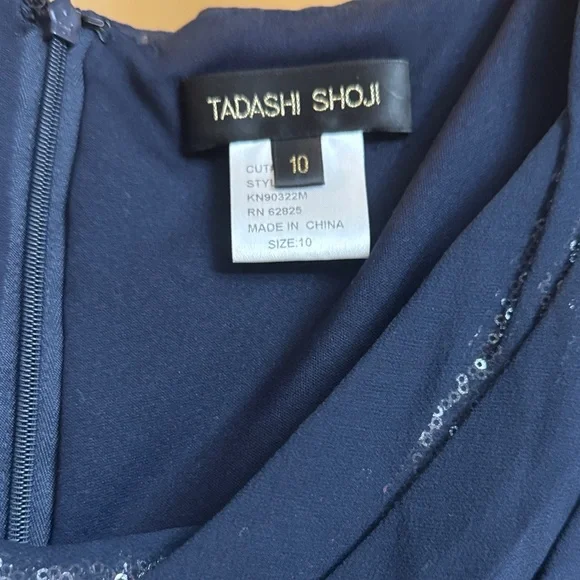 TADASHI SHOJI
10
KN90322M
RN 62825
MADE IN CHINA
SIZE:10